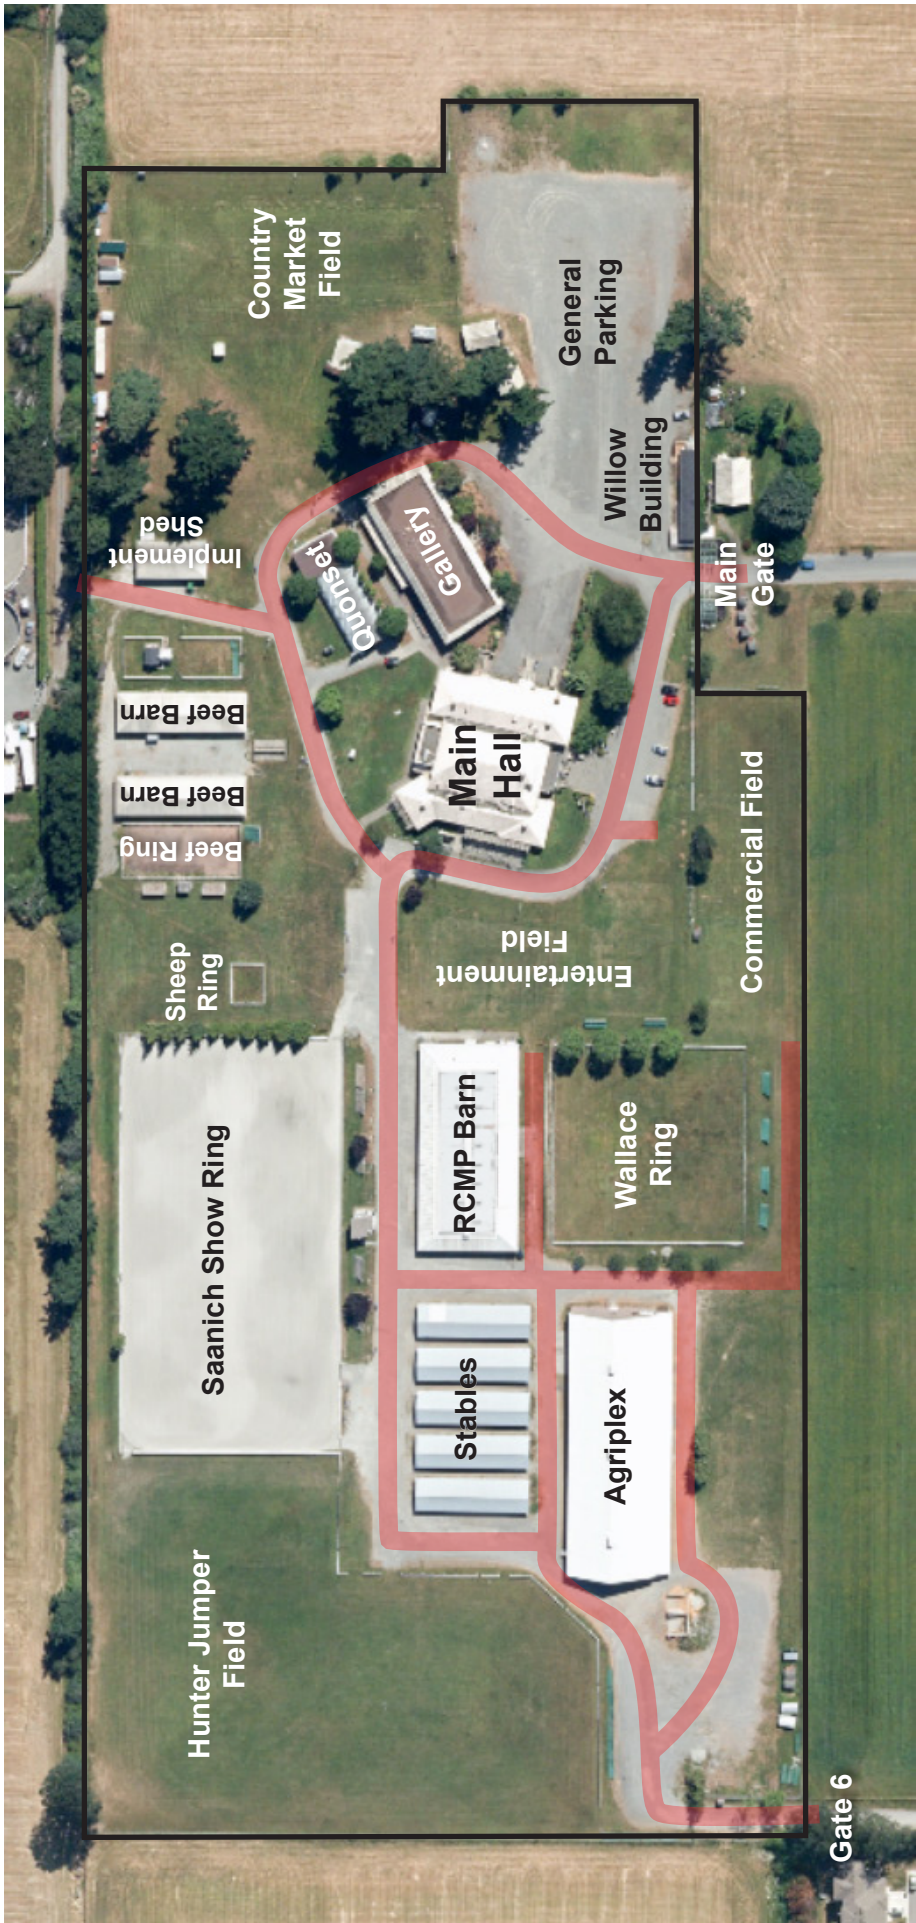 Country
Market
Field
General
Parking
Willow
Building
Implement
Shed
Quonset
Gallery
Main
Gate
Beef Barn
Beef Barn
Beef Ring
Main
Hall
Commercial Field
Sheep
Ring
Entertainment
Field
Saanich Show Ring
RCMP Barn
Wallace
Ring
Stables
Agriplex
Hunter Jumper
Field
Gate 6